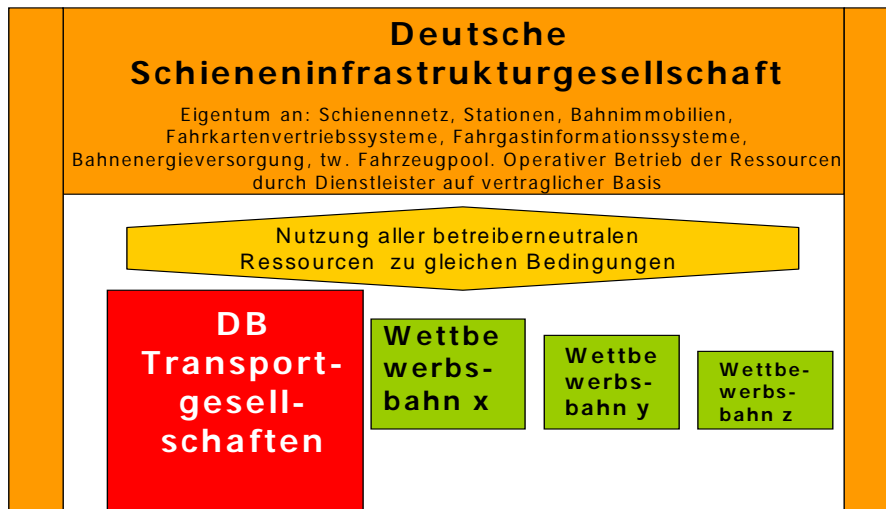 Deutsche
Schieneninfrastrukturgesellschaft
Eigentum an: Schienennetz, Stationen, Bahnimmobilien,
Fahrkartenvertriebssysteme, Fahrgastinformationssysteme,
Bahnenergieversorgung, tw. Fahrzeugpool. Operativer Betrieb der Ressourcen
durch Dienstleister auf vertraglicher Basis
Nutzung aller betreiberneutralen
Ressourcen zu gleichen Bedingungen
DB
Transport-
gesell-
schaften
Wettbe
werbs-
bahn x
Wettbe
werbs-
bahn y
Wettbe-
werbs-
bahn z